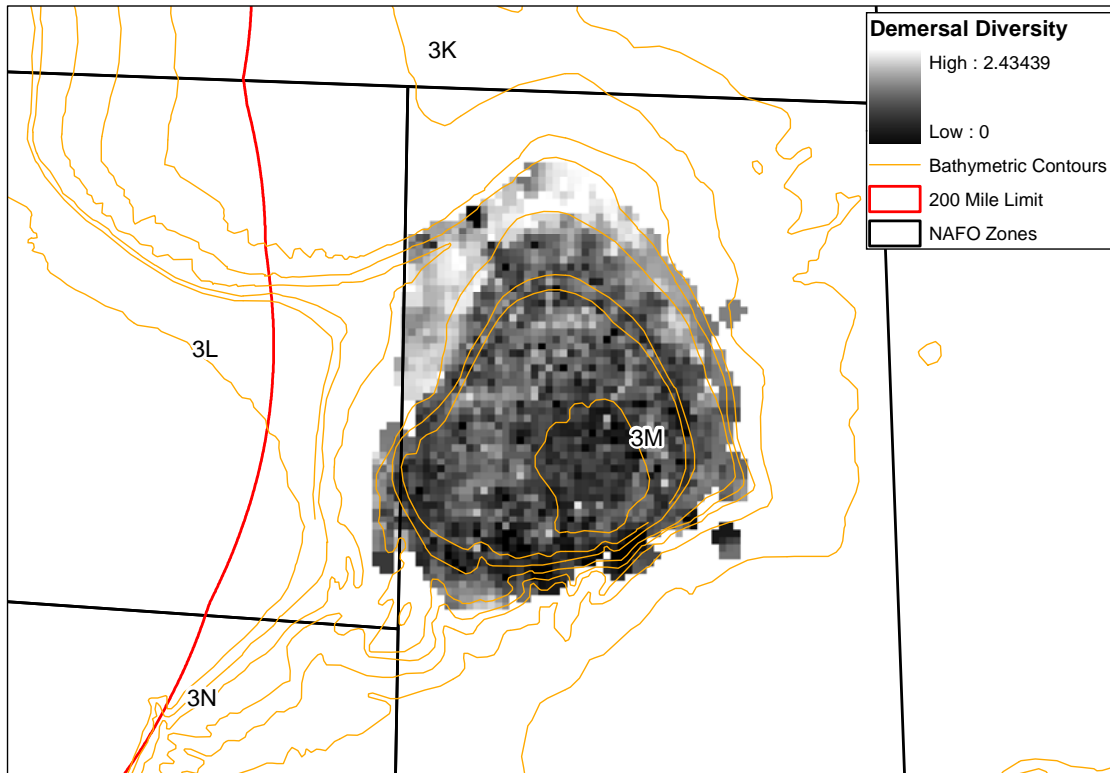 3K
Demersal Diversity
High : 2.43439
Low : 0
Bathymetric Contours
200 Mile Limit
NAFO Zones
3L
3M
3N